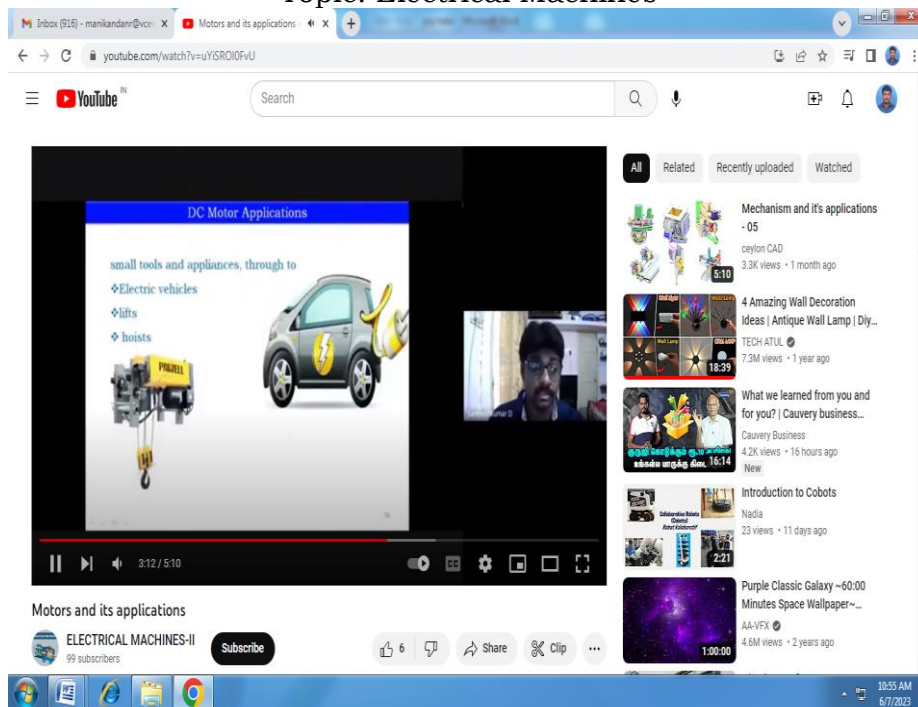 Topic: Electrical Machines
Inbox (916) - manikandanr@vce
Motors and its applications -
youtube.com/watch?v=uYiSROI0FvU
YouTube IN
Search
DC Motor Applications
small tools and appliances, through to
❖Electric vehicles
❖lifts
❖ hoists
3:12 / 5:10
CC
Motors and its applications
ELECTRICAL MACHINES-II
99 subscribers
Subscribe
6
Share
Clip
All
Related
Recently uploaded
Watched
Mechanism and it's applications
- 05
ceylon CAD
3.3K views • 1 month ago
5:10
4 Amazing Wall Decoration
Ideas | Antique Wall Lamp | Diy...
TECH ATUL
7.3M views • 1 year ago
18:39
What we learned from you and
for you? | Cauvery business...
Cauvery Business
4.2K views • 16 hours ago
New
16:14
Introduction to Cobots
Nadia
23 views • 11 days ago
2:21
Purple Classic Galaxy ~60:00
Minutes Space Wallpaper~...
AA-VFX
4.6M views • 2 years ago
1:00:00
10:55 AM
6/7/2023